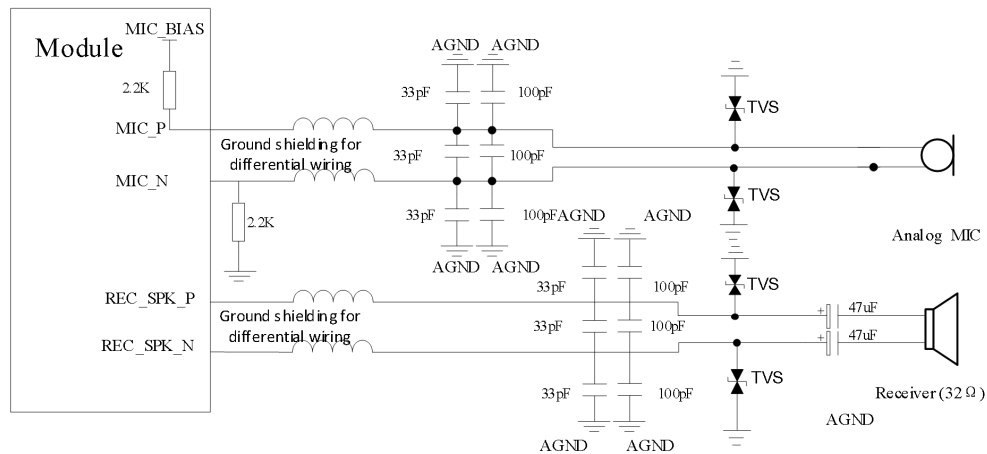 MIC_BIAS
Module
2.2K
MIC_P
MIC_N
2.2K
Ground shielding for
differential wiring
AGND AGND
33pF 100pF
33pF 100pF
33pF 100pF
AGND AGND
TVS
TVS
Analog MIC
REC_SPK_P
REC_SPK_N
Ground shielding for
differential wiring
AGND AGND
33pF 100pF
33pF 100pF
33pF 100pF
AGND AGND
TVS
TVS
+ 47uF
+ 47uF
Receiver(32Ω)
AGND